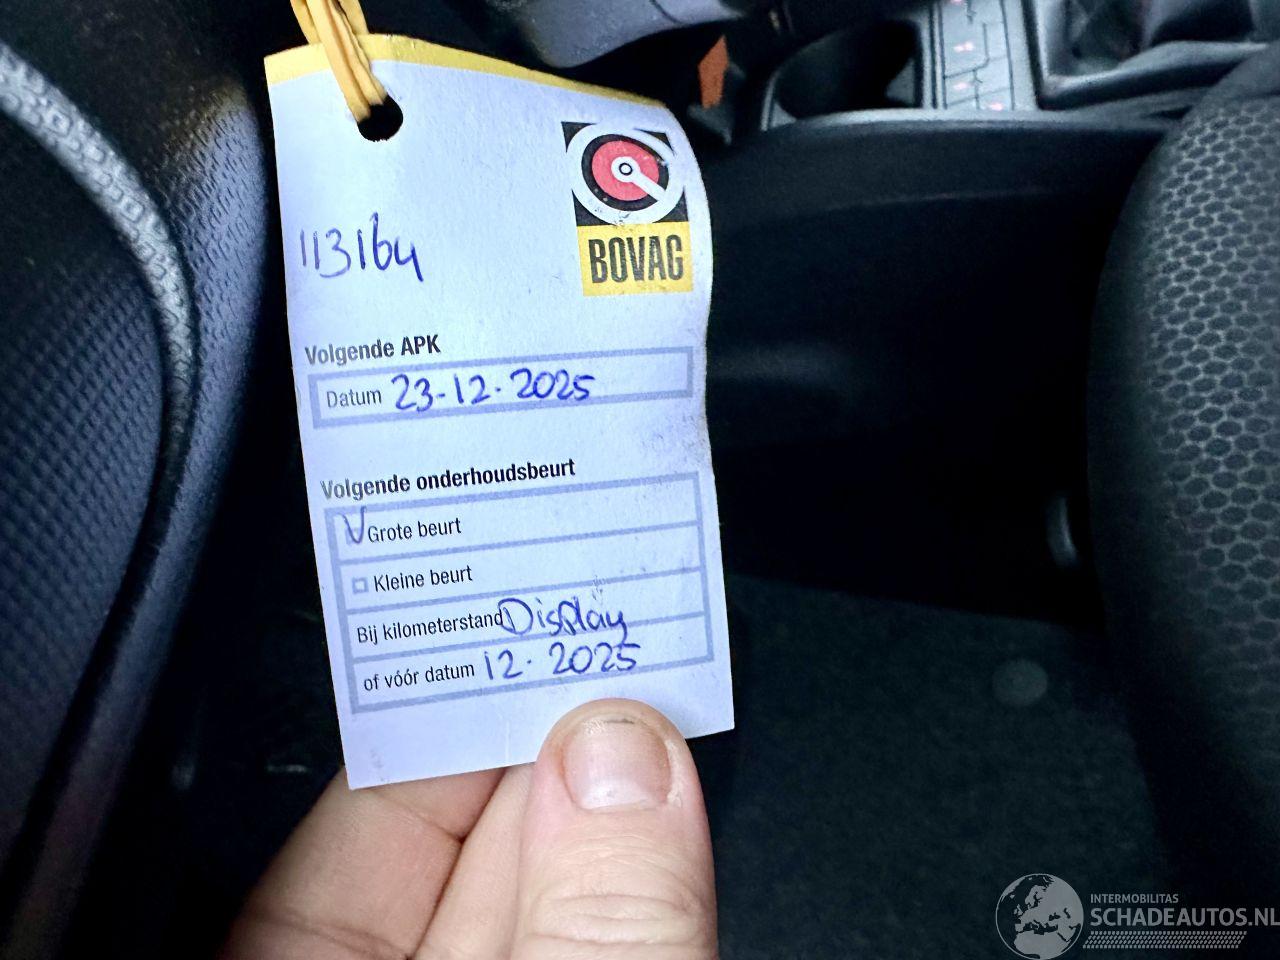 BOVAG
113164
Volgende APK
Datum 23-12-2025
Volgende onderhoudsbeurt
V Grote beurt
Kleine beurt
Bij kilometerstand Display
of vóór datum 12-2025
INTERMOBILITAS
SCHADEAUTOS.NL